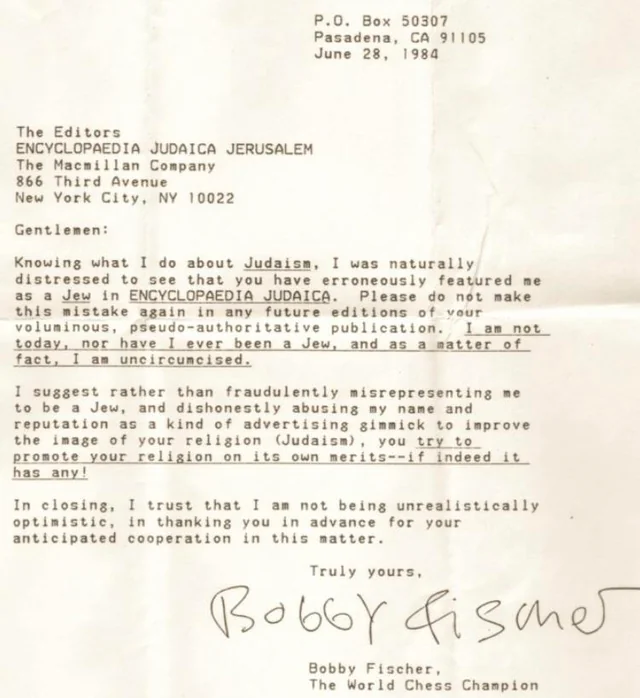 P.O. Box 50307
Pasadena, CA 91105
June 28, 1984
The Editors
ENCYCLOPAEDIA JUDAICA JERUSALEM
The Macmillan Company
866 Third Avenue
New York City, NY 10022
Gentlemen:
Knowing what I do about Judaism, I was naturally
distressed to see that you have erroneously featured me
as a Jew in ENCYCLOPAEDIA JUDAICA. Please do not make
this mistake again in any future editions of your
voluminous, pseudo-authoritative publication. I am not
today, nor have I ever been a Jew, and as a matter of
fact, I am uncircumcised.
I suggest rather than fraudulently misrepresenting me
to be a Jew, and dishonestly abusing my name and
reputation as a kind of advertising gimmick to improve
the image of your religion (Judaism), you try to
promote your religion on its own merits--if indeed it
has any!
In closing, I trust that I am not being unrealistically
optimistic, in thanking you in advance for your
anticipated cooperation in this matter.
Truly yours,
Bobby Fischer
Bobby Fischer,
The World Chess Champion